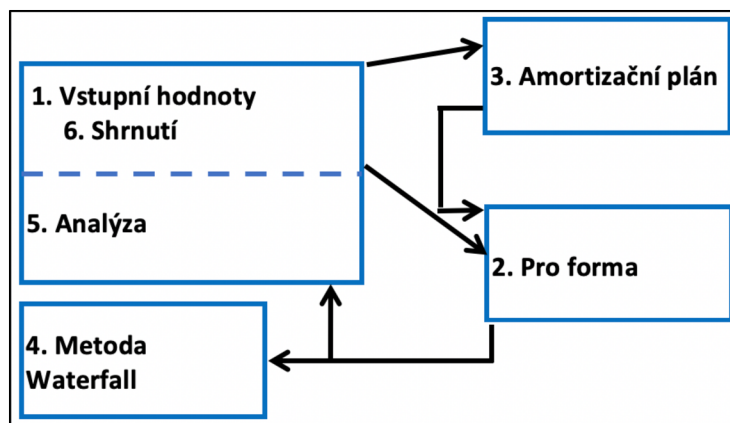 1. Vstupní hodnoty
6. Shrnutí
5. Analýza
3. Amortizační plán
2. Pro forma
4. Metoda
Waterfall